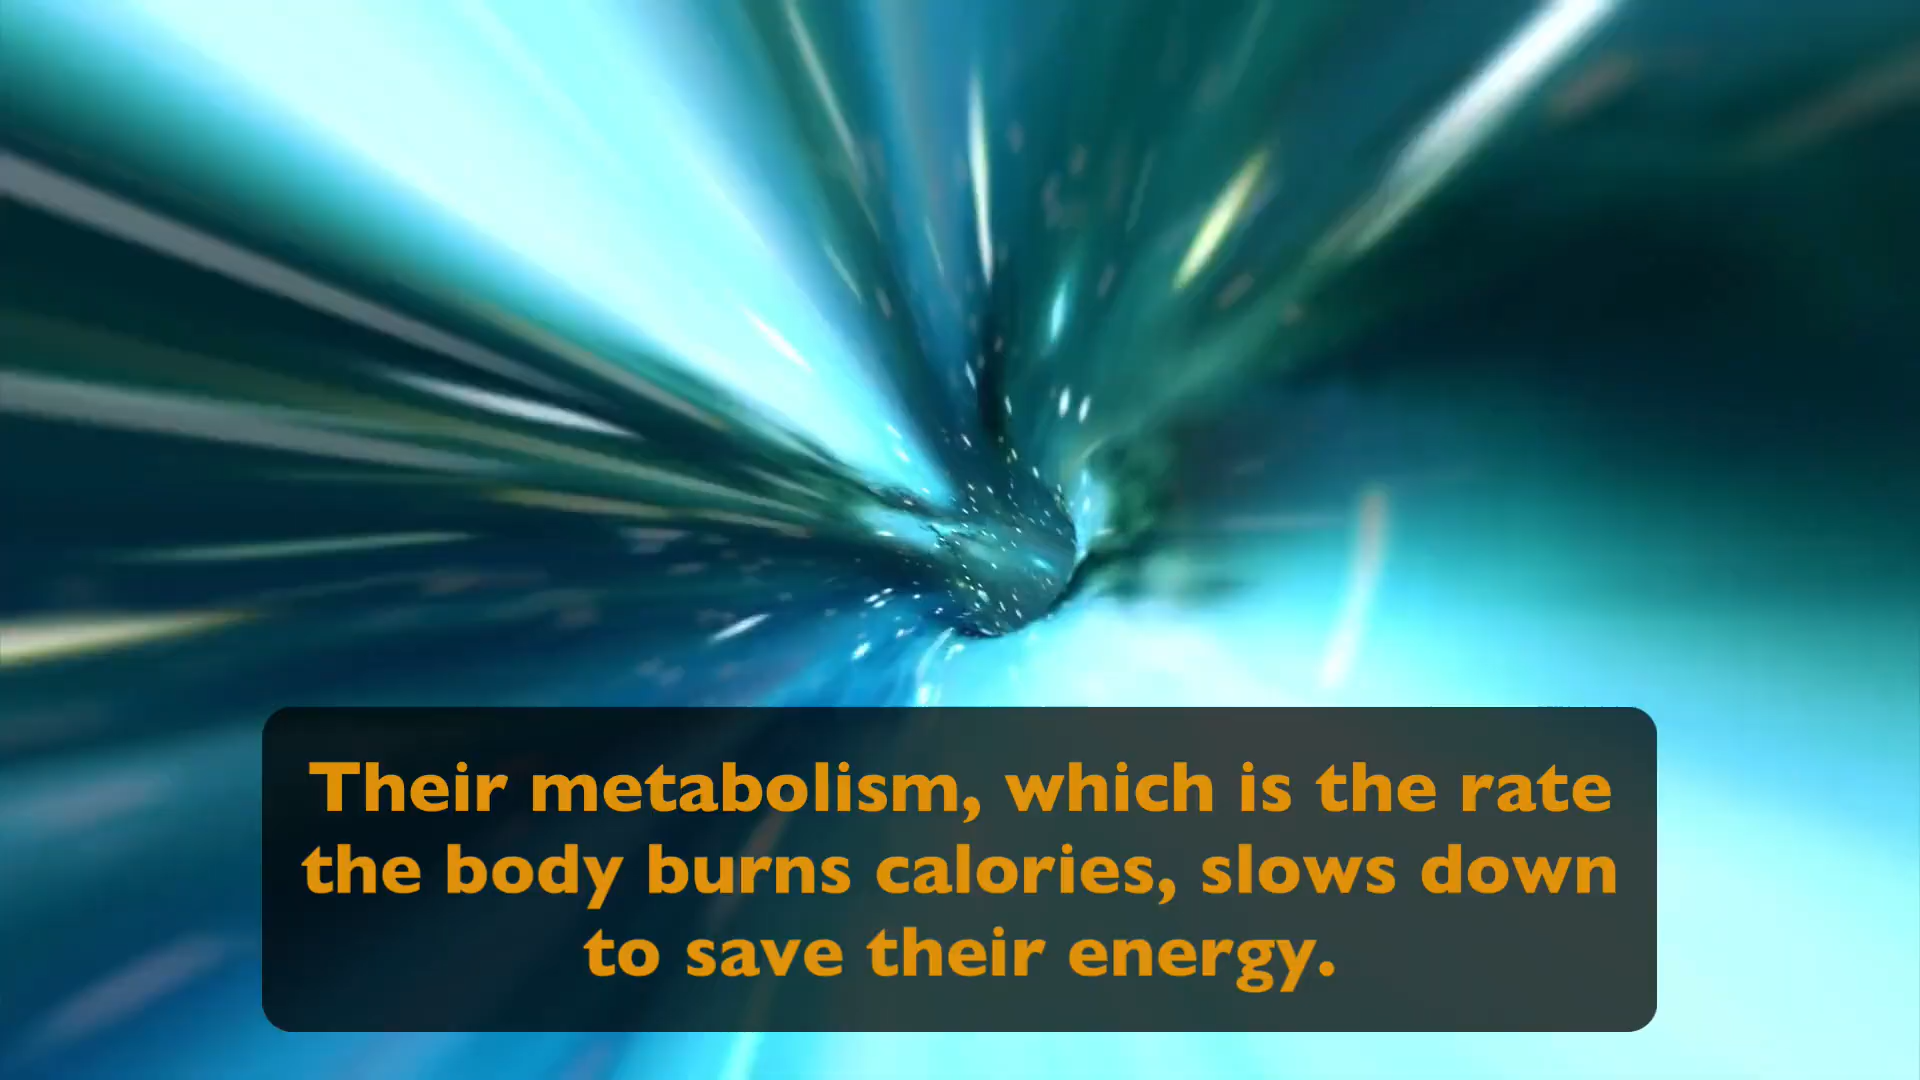 Their metabolism, which is the rate
the body burns calories, slows down
to save their energy.